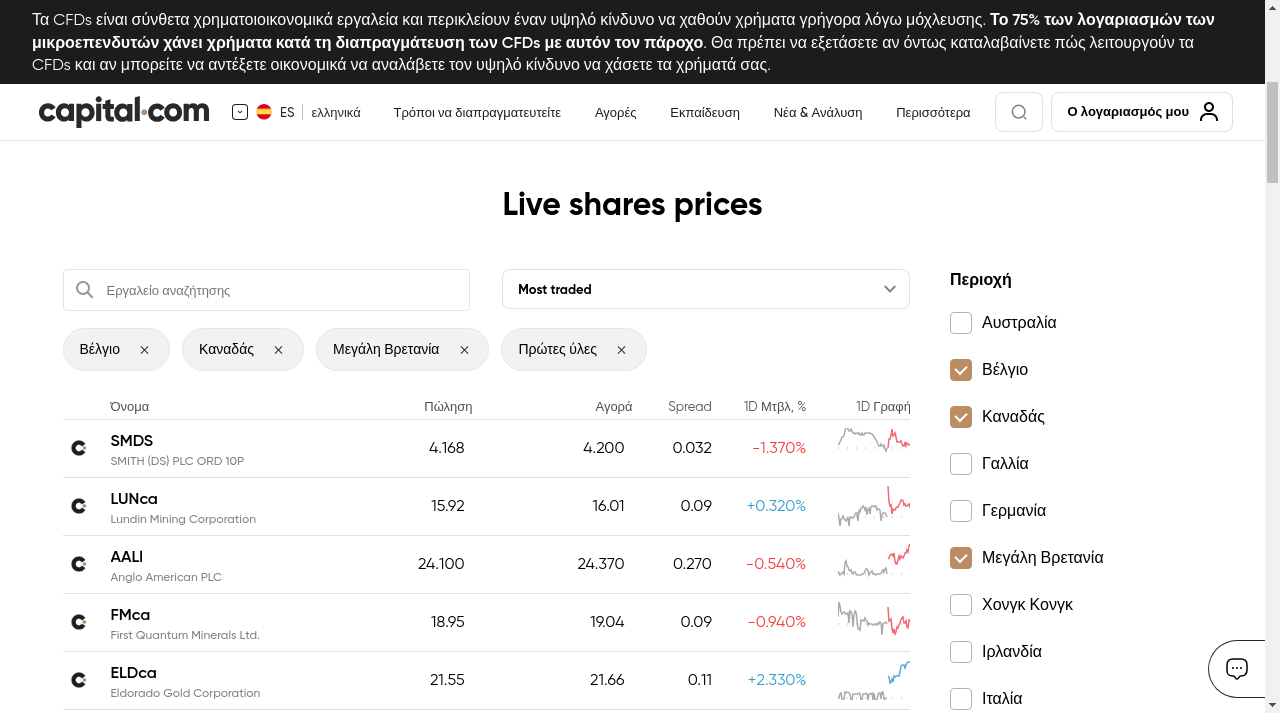 Τα CFDs είναι σύνθετα χρηματοιοικονομικά εργαλεία και περικλείουν έναν υψηλό κίνδυνο να χαθούν χρήματα γρήγορα λόγω μόχλευσης. Το 75% των λογαριασμών των
μικροεπενδυτών χάνει χρήματα κατά τη διαπραγμάτευση των CFDs με αυτόν τον πάροχο. Θα πρέπει να εξετάσετε αν όντως καταλαβαίνετε πώς λειτουργούν τα
CFDs και αν μπορείτε να αντέξετε οικονομικά να αναλάβετε τον υψηλό κίνδυνο να χάσετε τα χρήματά σας.
capital.com ES ελληνικά Τρόποι να διαπραγματευτείτε Αγορές Εκπαίδευση Νέα & Ανάλυση Περισσότερα Ο λογαριασμός μου
Live shares prices
Εργαλείο αναζήτησης Most traded
Βέλγιο Καναδάς Μεγάλη Βρετανία Πρώτες ύλες
Όνομα Πώληση Αγορά Spread 1D Μτβλ, % 1D Γραφή
SMDS 4.168 4.200 0.032 -1.370%
SMITH (DS) PLC ORD 10P
LUNca 15.92 16.01 0.09 +0.320%
Lundin Mining Corporation
AALl 24.100 24.370 0.270 -0.540%
Anglo American PLC
FMca 18.95 19.04 0.09 -0.940%
First Quantum Minerals Ltd.
ELDca 21.55 21.66 0.11 +2.330%
Eldorado Gold Corporation
Περιοχή
Αυστραλία
Βέλγιο
Καναδάς
Γαλλία
Γερμανία
Μεγάλη Βρετανία
Χονγκ Κονγκ
Ιρλανδία
Ιταλία